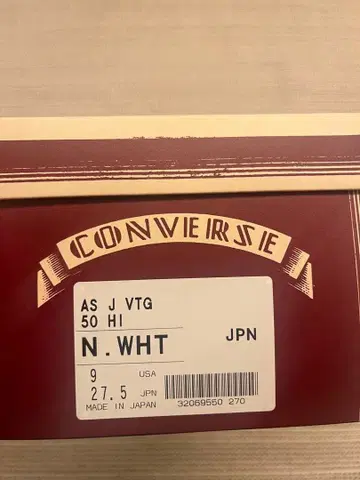 CONVERSE
AS J VTG
50 HI
N.WHT JPN
9 USA
27.5 JPN
MADE IN JAPAN
32069550 270